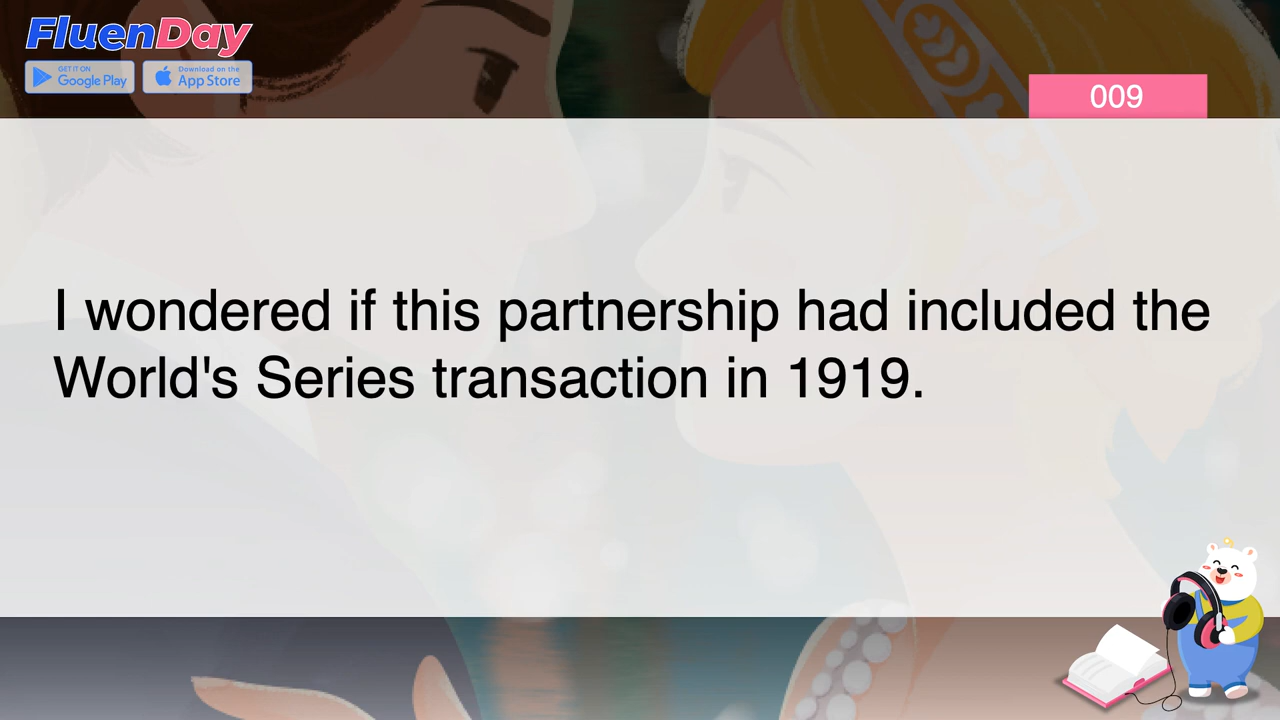 FluenDay
GET IT ON
Google Play
Download on the
App Store
009
I wondered if this partnership had included the
World's Series transaction in 1919.